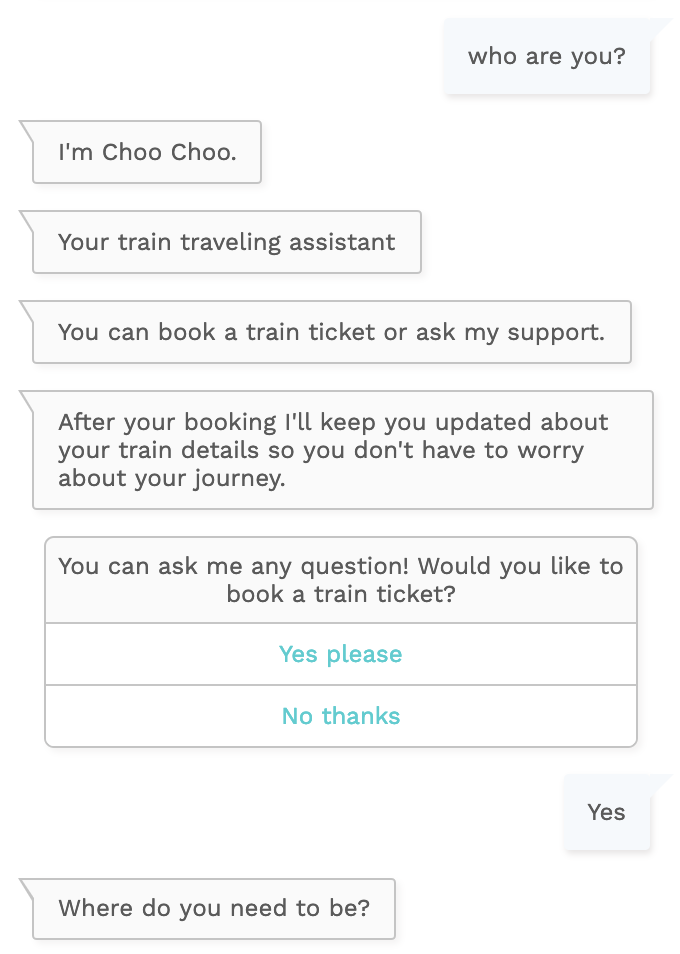 who are you?
I'm Choo Choo.
Your train traveling assistant
You can book a train ticket or ask my support.
After your booking I'll keep you updated about
your train details so you don't have to worry
about your journey.
You can ask me any question! Would you like to
book a train ticket?
Yes please
No thanks
Yes
Where do you need to be?